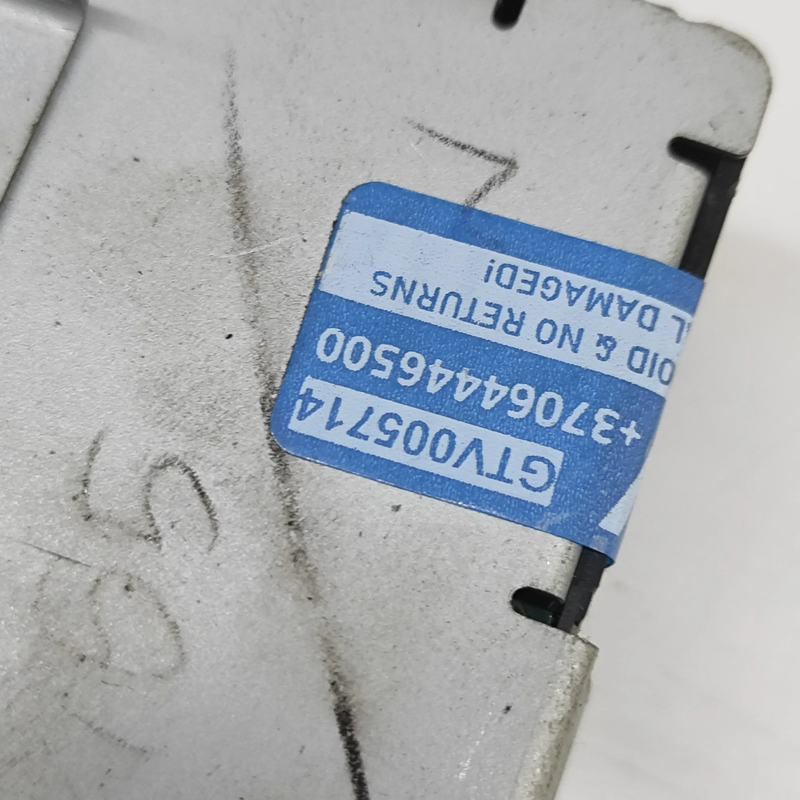 GTV005714
+37064446500
OID & NO RETURNS
L DAMAGED!